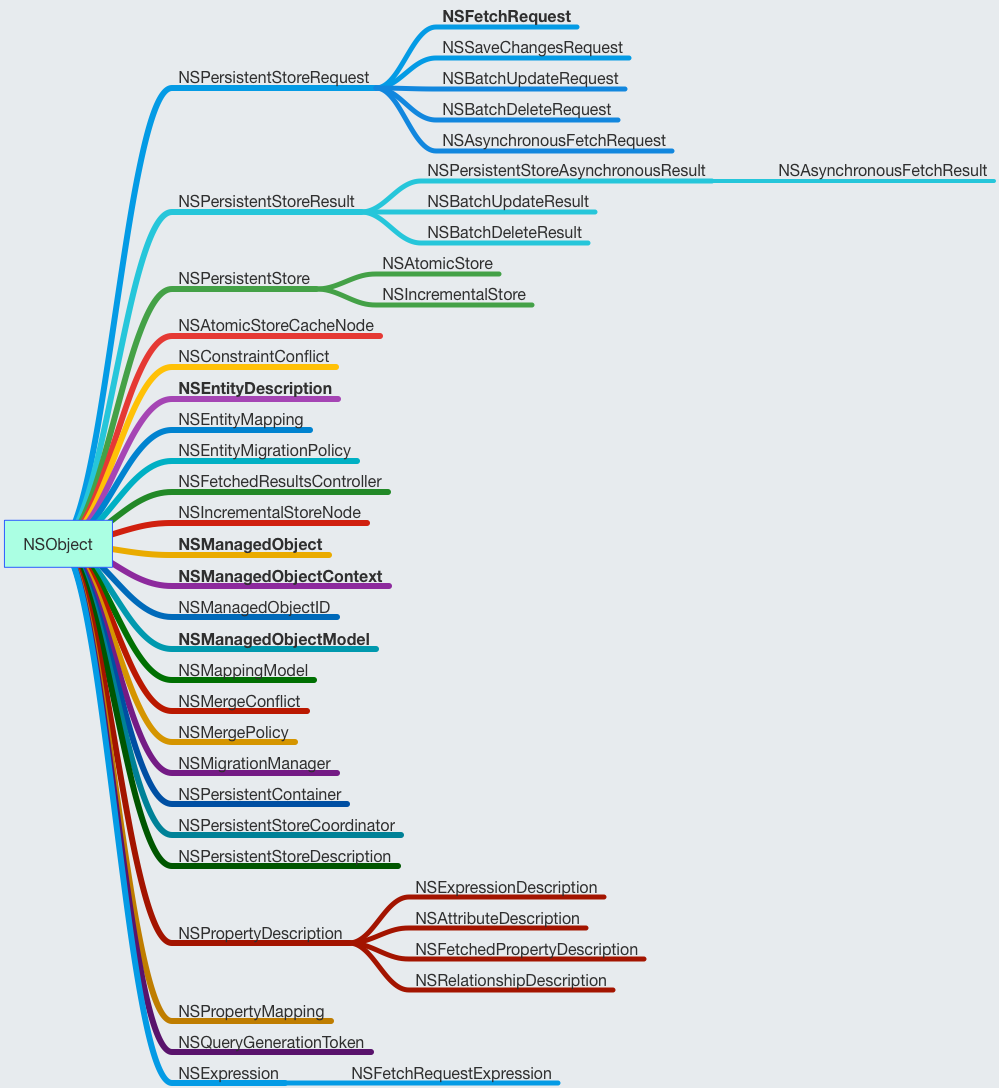 NSFetchRequest
NSSaveChangesRequest
NSPersistentStoreRequest
NSBatchUpdateRequest
NSBatchDeleteRequest
NSAsynchronousFetchRequest
NSPersistentStoreAsynchronousResult
NSAsynchronousFetchResult
NSPersistentStoreResult
NSBatchUpdateResult
NSBatchDeleteResult
NSAtomicStore
NSPersistentStore
NSIncrementalStore
NSAtomicStoreCacheNode
NSConstraintConflict
NSEntityDescription
NSEntityMapping
NSEntityMigrationPolicy
NSFetchedResultsController
NSIncrementalStoreNode
NSObject
NSManagedObject
NSManagedObjectContext
NSManagedObjectID
NSManagedObjectModel
NSMappingModel
NSMergeConflict
NSMergePolicy
NSMigrationManager
NSPersistentContainer
NSPersistentStoreCoordinator
NSPersistentStoreDescription
NSExpressionDescription
NSAttributeDescription
NSPropertyDescription
NSFetchedPropertyDescription
NSRelationshipDescription
NSPropertyMapping
NSQueryGenerationToken
NSExpression
NSFetchRequestExpression